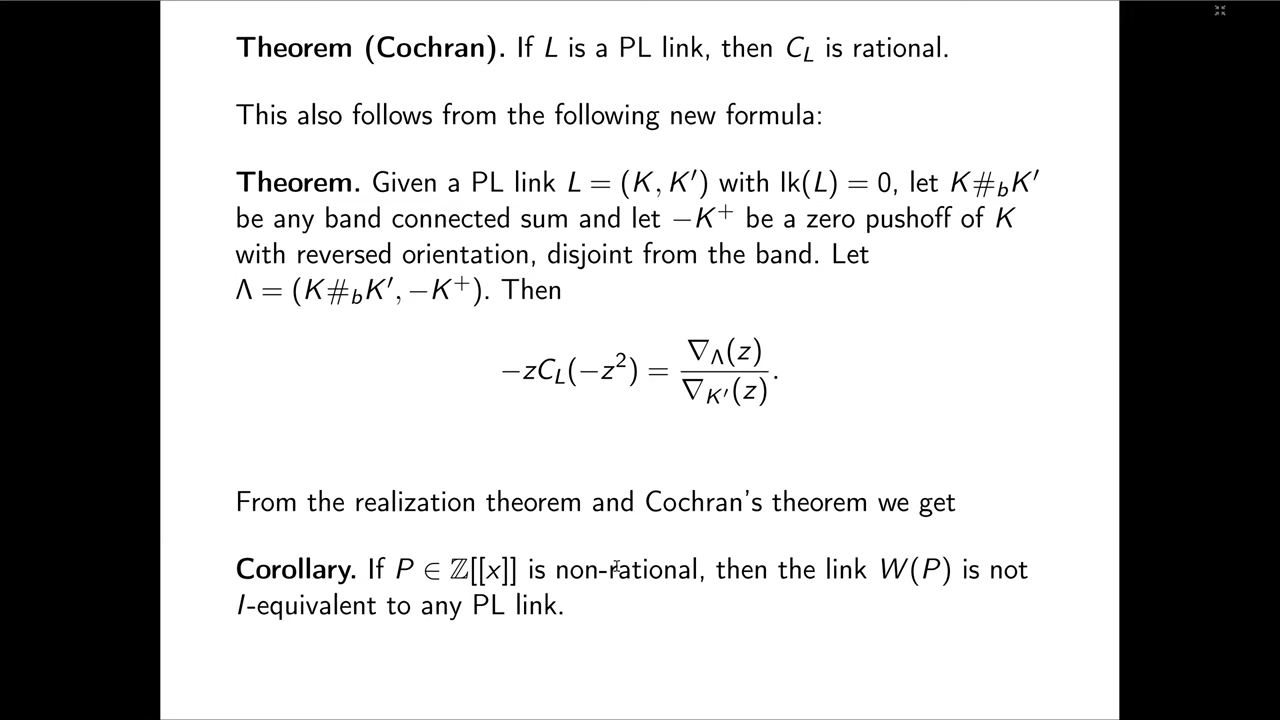 Theorem (Cochran). If L is a PL link, then C_L is rational.
This also follows from the following new formula:
Theorem. Given a PL link L = (K, K′) with lk(L) = 0, let K#_bK′
be any band connected sum and let −K⁺ be a zero pushoff of K
with reversed orientation, disjoint from the band. Let
Λ = (K#_bK′, −K⁺). Then
−zC_L(−z²) = ∇_Λ(z) / ∇_K′(z).
From the realization theorem and Cochran's theorem we get
Corollary. If P ∈ ℤ[[x]] is non-rational, then the link W(P) is not
I-equivalent to any PL link.